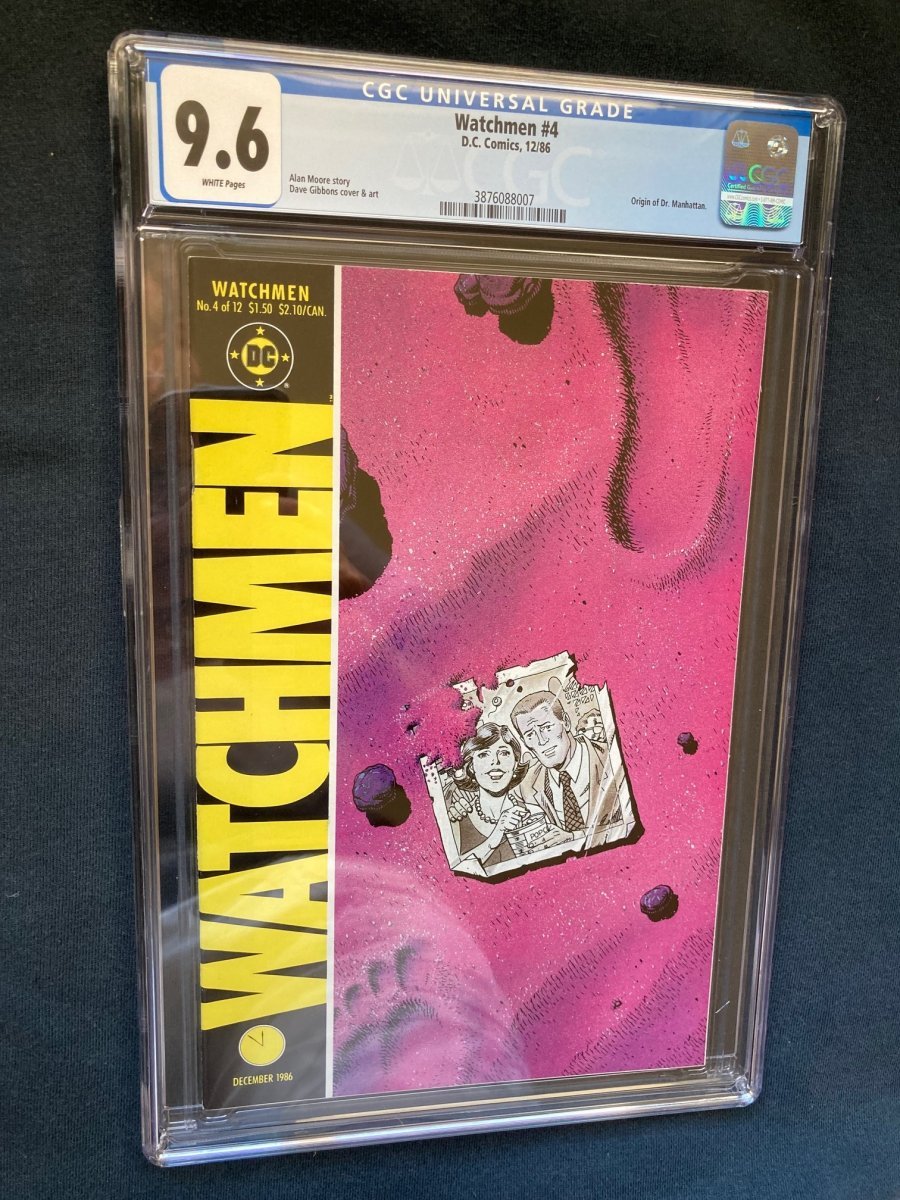 CGC UNIVERSAL GRADE
9.6
WHITE Pages
Watchmen #4
D.C. Comics, 12/86
Alan Moore story
Dave Gibbons cover & art
3876088007
Origin of Dr. Manhattan.
CGC
WATCHMEN
No. 4 of 12 $1.50 $2.10/CAN.
DC
®
WATCHMEN
DECEMBER 1986